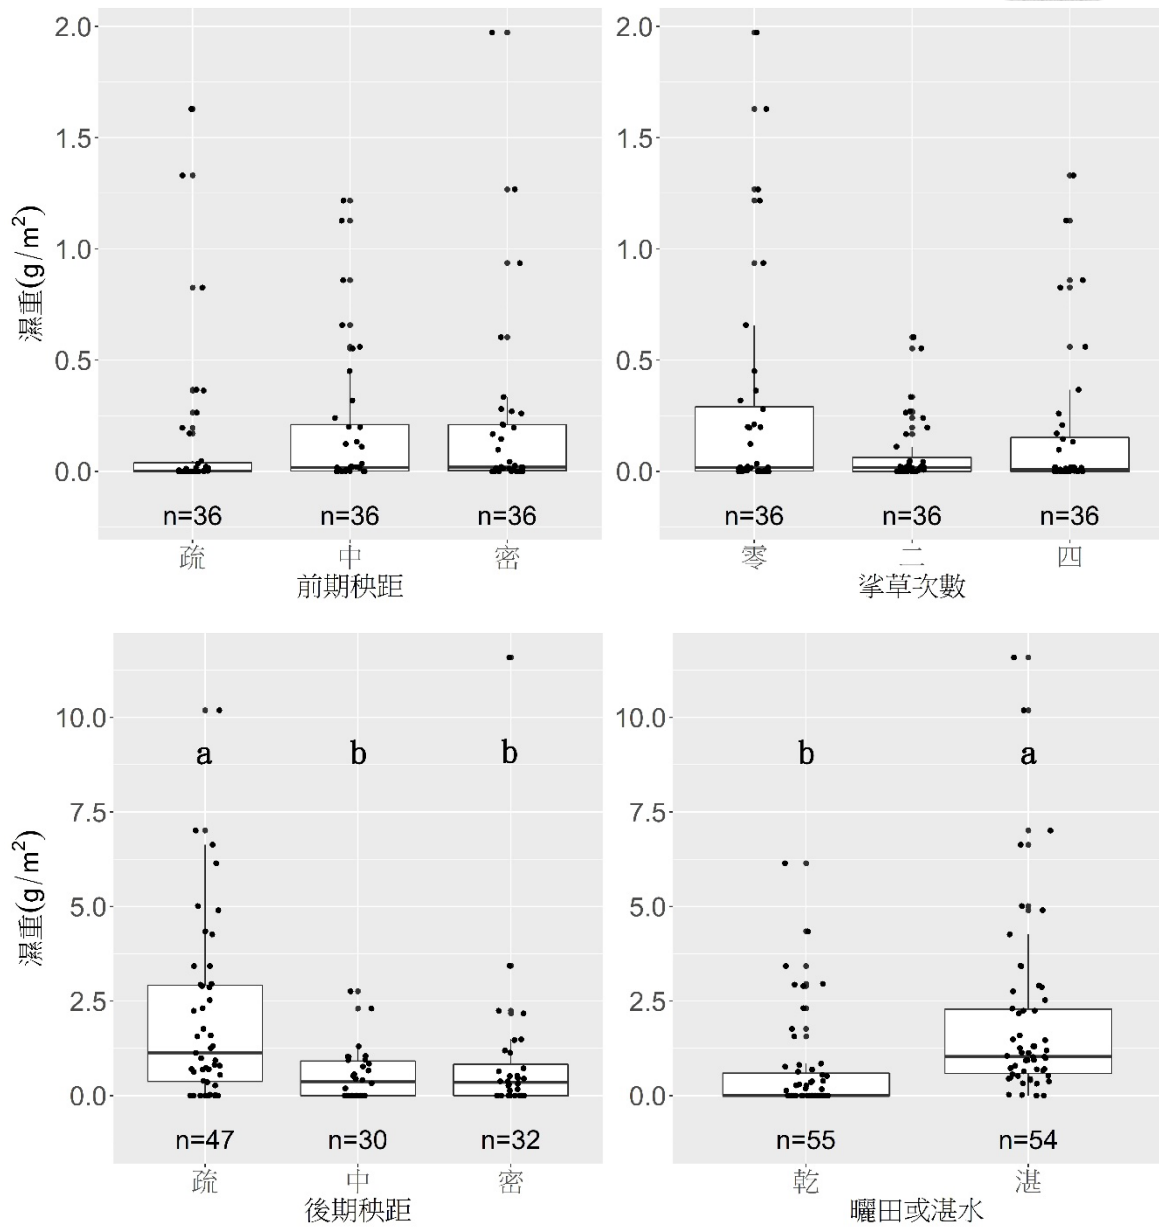 2.0
1.5
1.0
0.5
0.0
濕重(g/m²)
n=36 n=36 n=36
疏 中 密
前期秧距
2.0
1.5
1.0
0.5
0.0
n=36 n=36 n=36
零 二 四
挲草次數
10.0
7.5
5.0
2.5
0.0
濕重(g/m²)
a b b
n=47 n=30 n=32
疏 中 密
後期秧距
10.0
7.5
5.0
2.5
0.0
b a
n=55 n=54
乾 湛
曬田或湛水